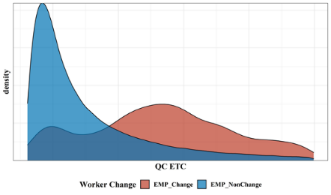 density
QC ETC
Worker Change EMP_Change EMP_NonChange